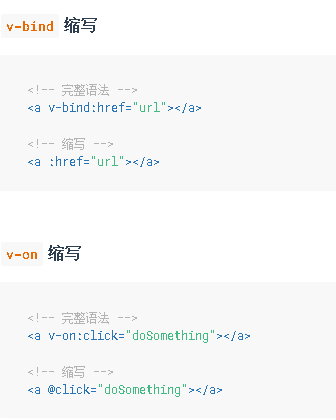 v-bind 缩写
<!-- 完整语法 -->
<a v-bind:href="url"></a>
<!-- 缩写 -->
<a :href="url"></a>
v-on 缩写
<!-- 完整语法 -->
<a v-on:click="doSomething"></a>
<!-- 缩写 -->
<a @click="doSomething"></a>